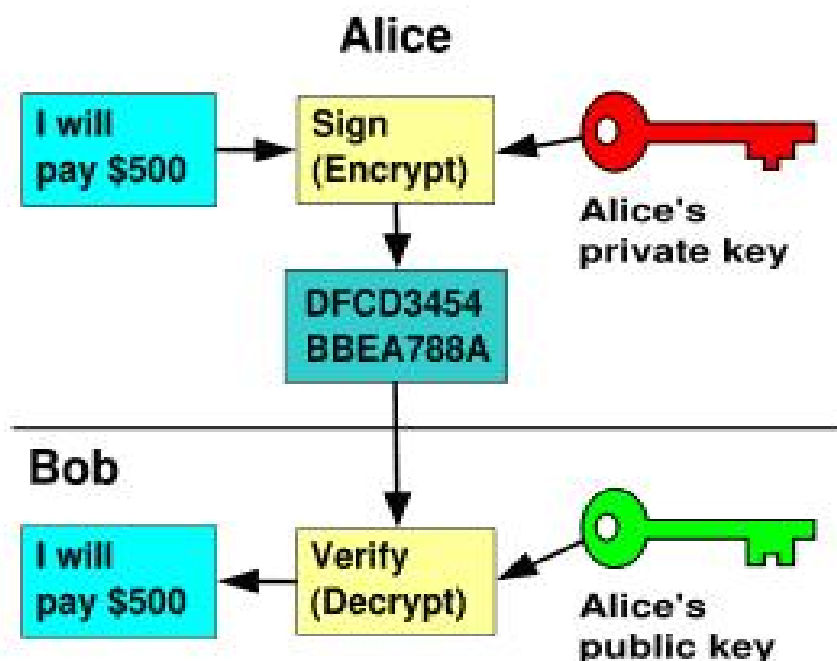 Alice
I will
pay $500
Sign
(Encrypt)
Alice's
private key
DFCD3454
BBEA788A
Bob
I will
pay $500
Verify
(Decrypt)
Alice's
public key